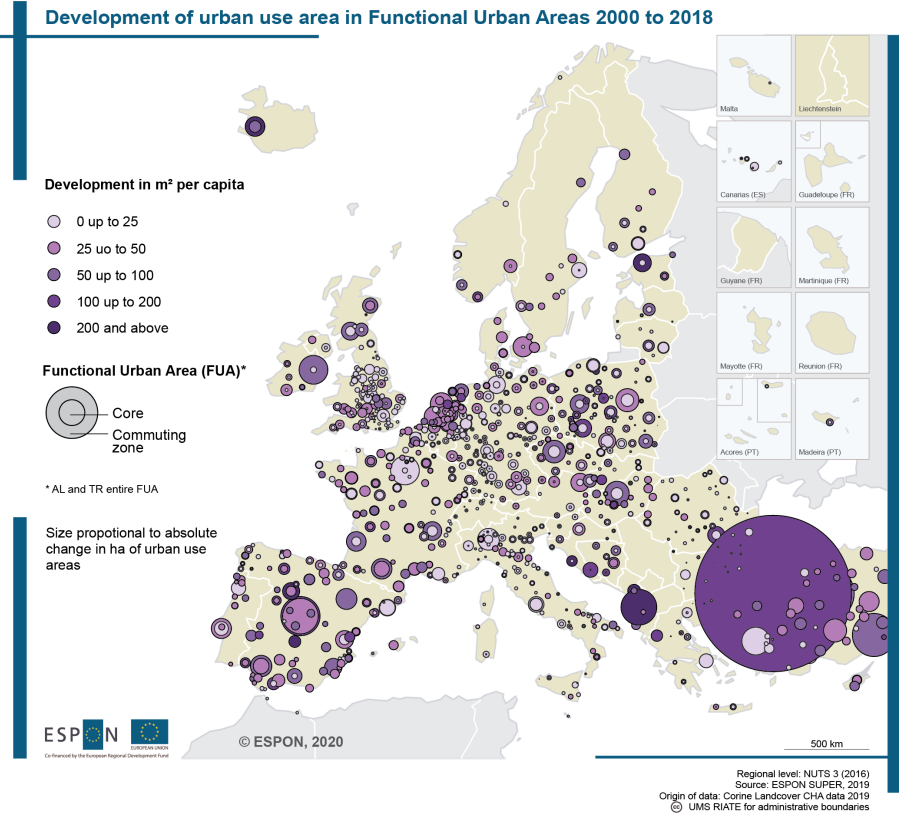 Development of urban use area in Functional Urban Areas 2000 to 2018
Malta
Liechtenstein
Canarias (ES)
Guadeloupe (FR)
Guyane (FR)
Martinique (FR)
Mayotte (FR)
Reunion (FR)
Acores (PT)
Madeira (PT)
Development in m² per capita
0 up to 25
25 uo to 50
50 up to 100
100 up to 200
200 and above
Functional Urban Area (FUA)*
Core
Commuting
zone
* AL and TR entire FUA
Size propotional to absolute
change in ha of urban use
areas
ESPON
EUROPEAN UNION
Co-financed by the European Regional Development Fund
© ESPON, 2020
500 km
Regional level: NUTS 3 (2016)
Source: ESPON SUPER, 2019
Origin of data: Corine Landcover CHA data 2019
cc UMS RIATE for administrative boundaries